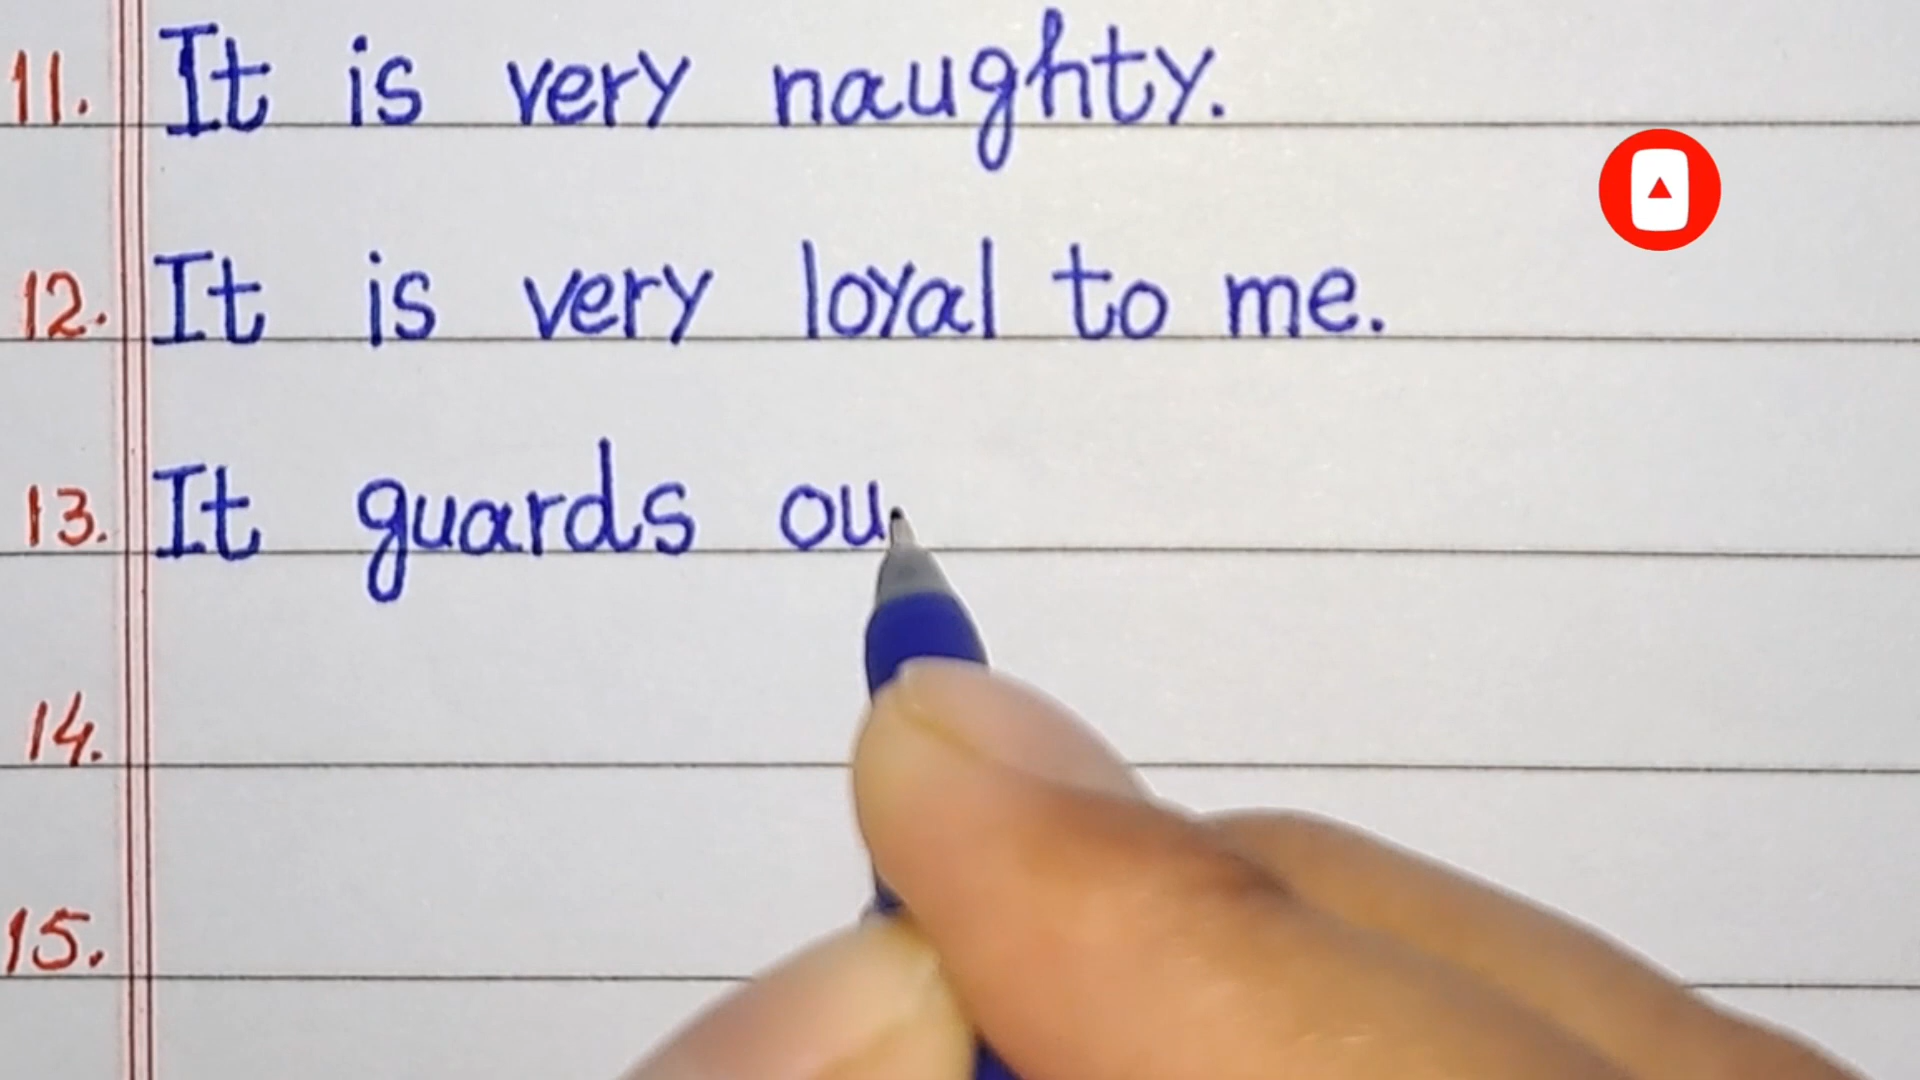 11. It is very naughty.
12. It is very loyal to me.
13. It guards ou
14.
15.